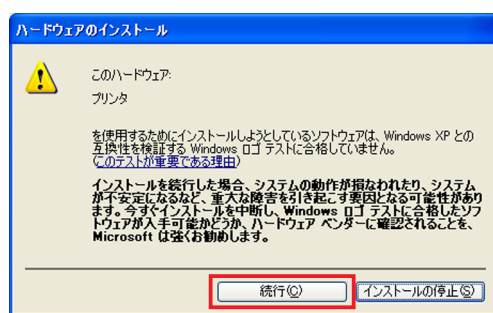 ハードウェアのインストール
このハードウェア:
プリンタ
を使用するためにインストールしようとしているソフトウェアは、Windows XP との
互換性を検証する Windows ロゴ テストに合格していません。
(このテストが重要である理由)
インストールを続行した場合、システムの動作が損なわれたり、システム
が不安定になるなど、重大な障害を引き起こす要因となる可能性があり
ます。今すぐインストールを中断し、Windows ロゴ テストに合格したソフ
トウェアが入手可能かどうか、ハードウェア ベンダーに確認されることを、
Microsoft は強くお勧めします。
続行(C)
インストールの停止(S)